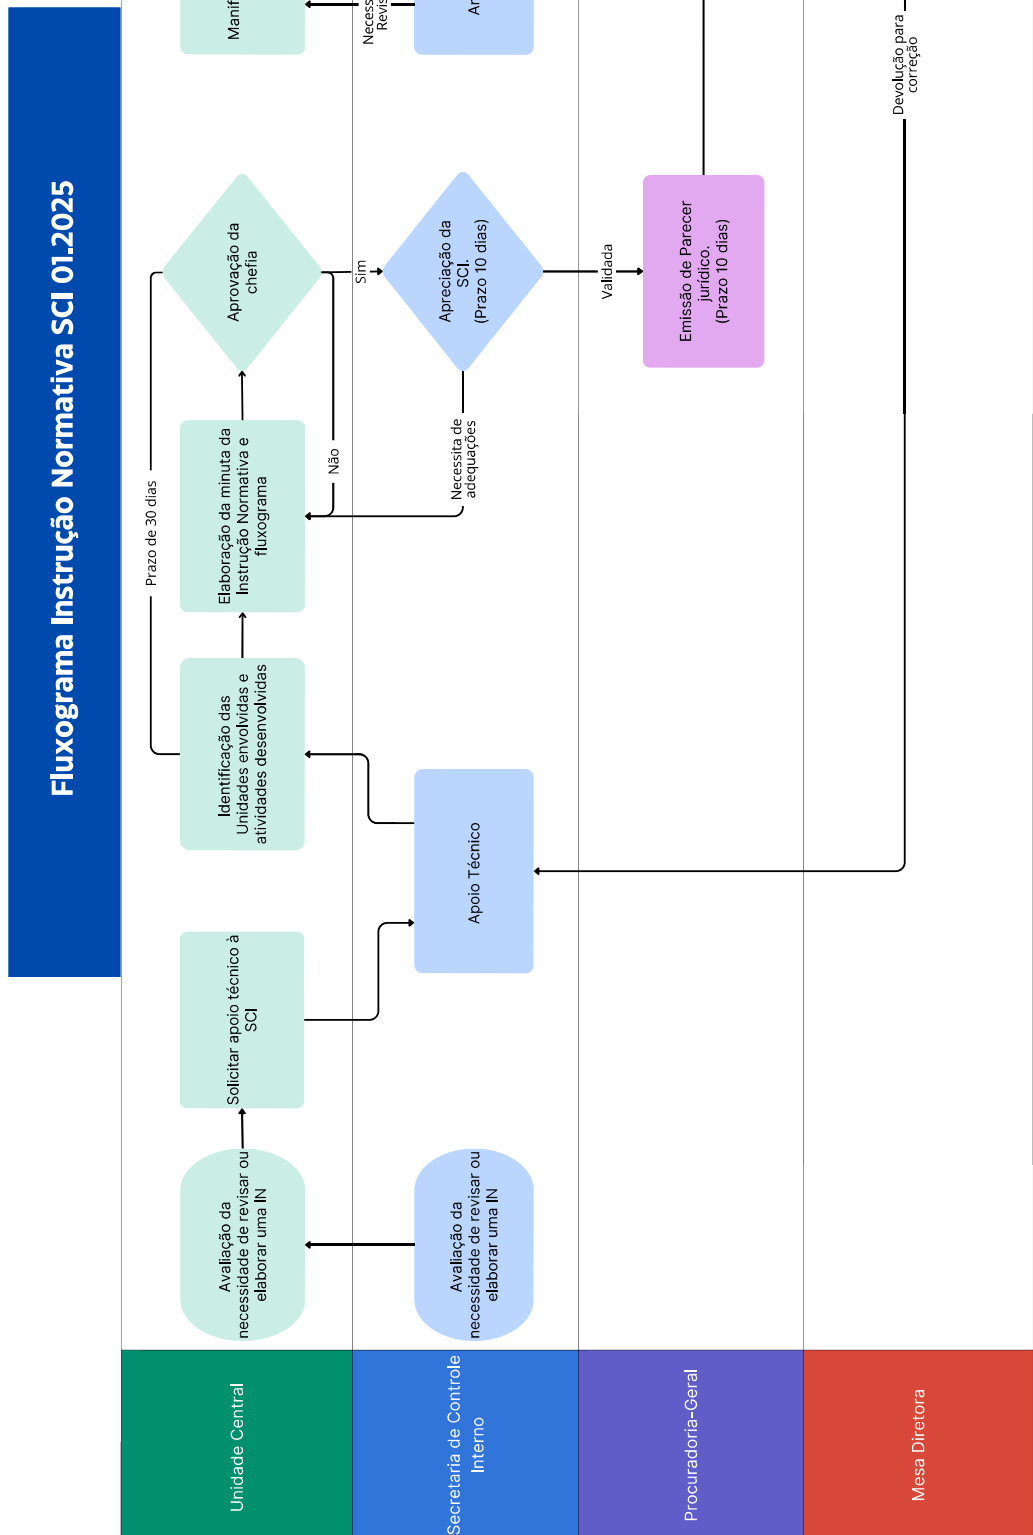 Fluxograma Instrução Normativa SCI 01.2025
Unidade Central
Avaliação da
necessidade de revisar ou
elaborar uma IN
Solicitar apoio técnico à
SCI
Identificação das
Unidades envolvidas e
atividades desenvolvidas
Prazo de 30 dias
Elaboração da minuta da
Instrução Normativa e
fluxograma
Não
Aprovação da
chefia
Sim
Secretaria de Controle
Interno
Avaliação da
necessidade de revisar ou
elaborar uma IN
Apoio Técnico
Necessita de
adequações
Apreciação da
SCI.
(Prazo 10 dias)
Validada
Procuradoria-Geral
Emissão de Parecer
jurídico.
(Prazo 10 dias)
Mesa Diretora
Devolução para
correção